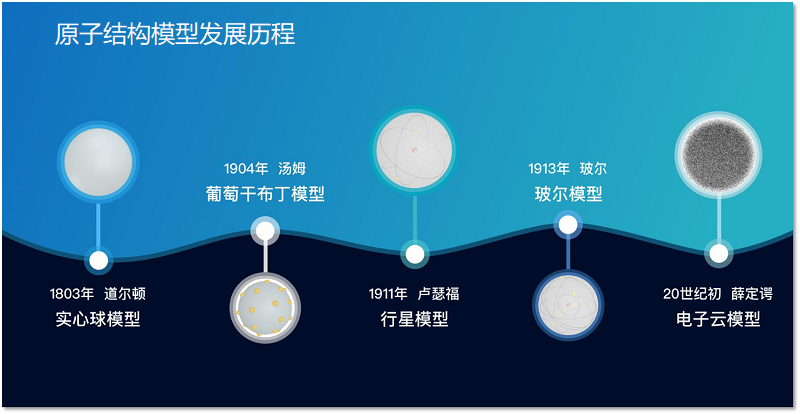 原子结构模型发展历程
1803年 道尔顿
实心球模型
1904年 汤姆
葡萄干布丁模型
1911年 卢瑟福
行星模型
1913年 玻尔
玻尔模型
20世纪初 薛定谔
电子云模型